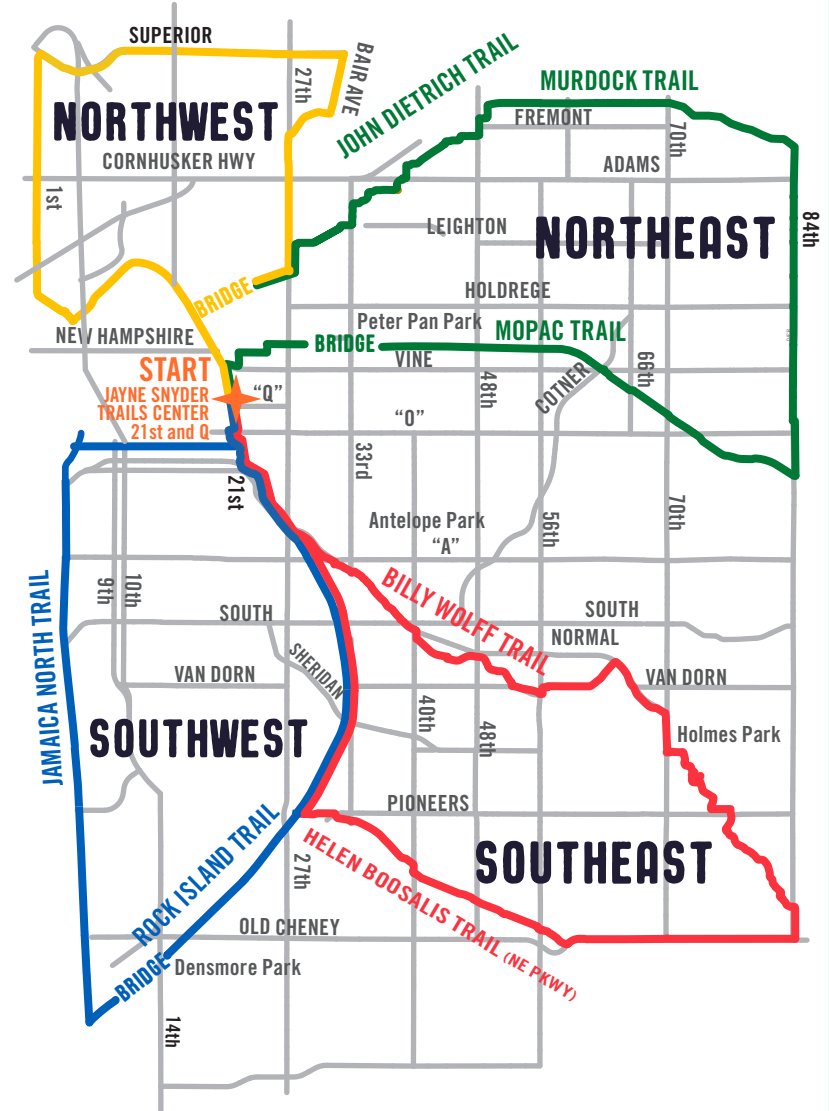 SUPERIOR
27th
BAIR AVE
NORTHWEST
CORNHUSKER HWY
1st
JOHN DIETRICH TRAIL
MURDOCK TRAIL
FREMONT
70th
ADAMS
84th
LEIGHTON
NORTHEAST
HOLDREGE
BRIDGE
Peter Pan Park
MOPAC TRAIL
NEW HAMPSHIRE
BRIDGE
VINE
START
JAYNE SNYDER
TRAILS CENTER
21st and Q
“Q”
48th
COTNER
66th
“O”
33rd
21st
Antelope Park
“A”
56th
70th
JAMAICA NORTH TRAIL
9th
10th
SOUTH
BILLY WOLFF TRAIL
SOUTH
NORMAL
SHERIDAN
VAN DORN
VAN DORN
SOUTHWEST
40th
48th
Holmes Park
PIONEERS
ROCK ISLAND TRAIL
27th
HELEN BOOSALIS TRAIL (NE PKWY)
SOUTHEAST
OLD CHENEY
BRIDGE
Densmore Park
14th